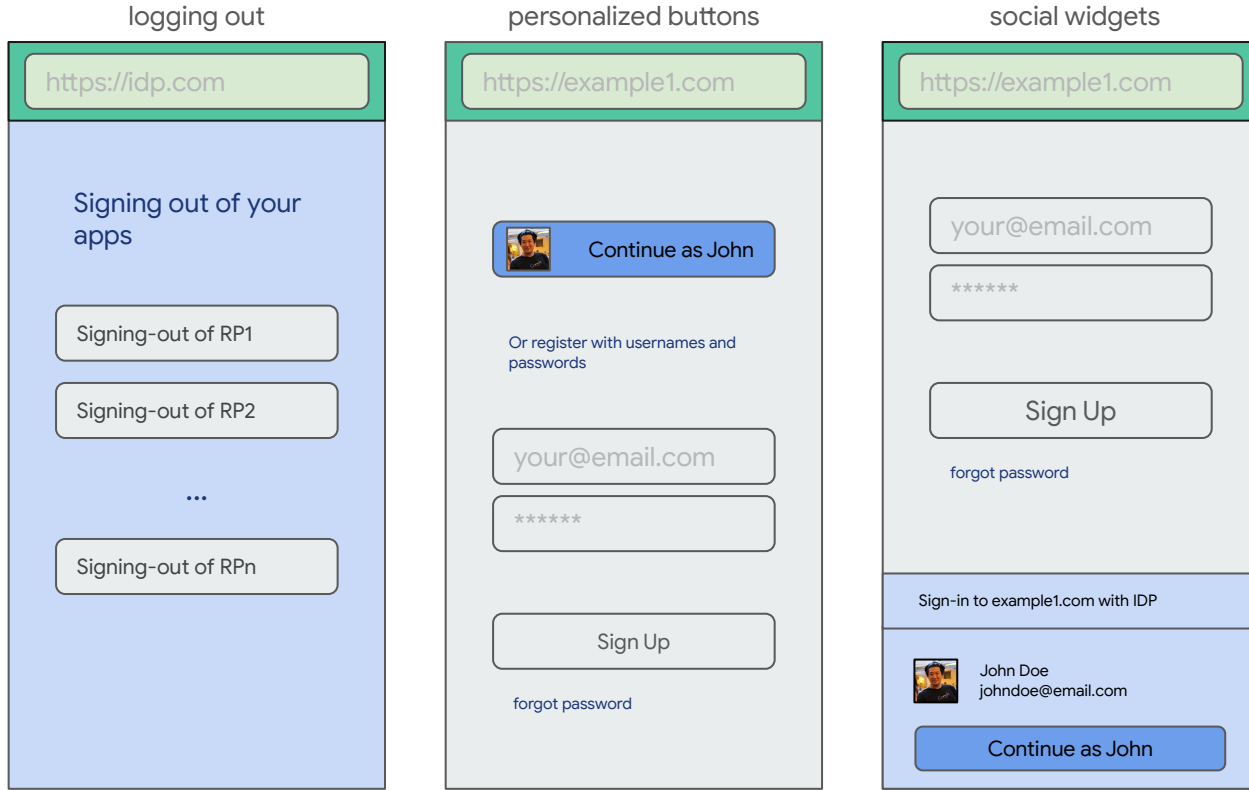 logging out
https://idp.com
Signing out of your
apps
Signing-out of RP1
Signing-out of RP2
...
Signing-out of RPn
personalized buttons
https://example1.com
Continue as John
Or register with usernames and
passwords
your@email.com
******
Sign Up
forgot password
social widgets
https://example1.com
your@email.com
******
Sign Up
forgot password
Sign-in to example1.com with IDP
John Doe
johndoe@email.com
Continue as John